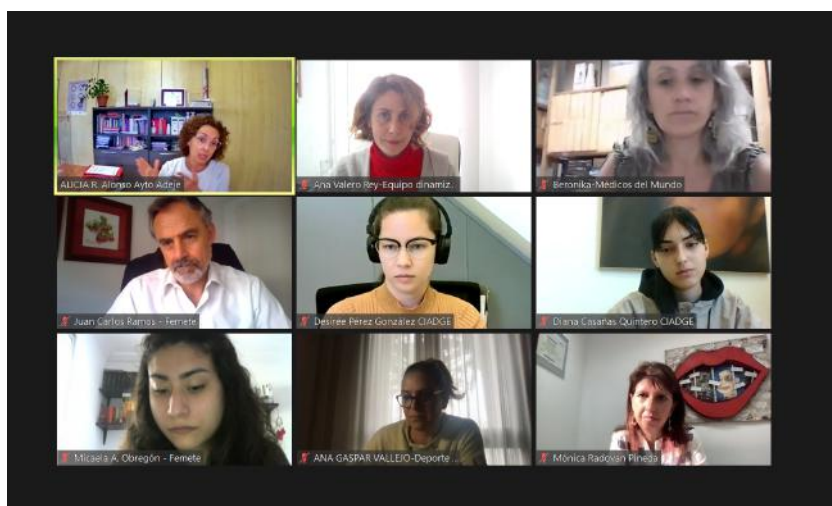 ALICIA R. Alonso Ayto Adeje
Ana Valero Rey-Equipo dinamiz.
Beronika-Médicos del Mundo
Juan Carlos Ramos - Femete
Desiree Perez González CIADGE
Diana Casañas Quintero CIADGE
Micaela A. Obregón - Femete
ANA GASPAR VALLEJO-Deporte ...
Mónica Radovan Pineda